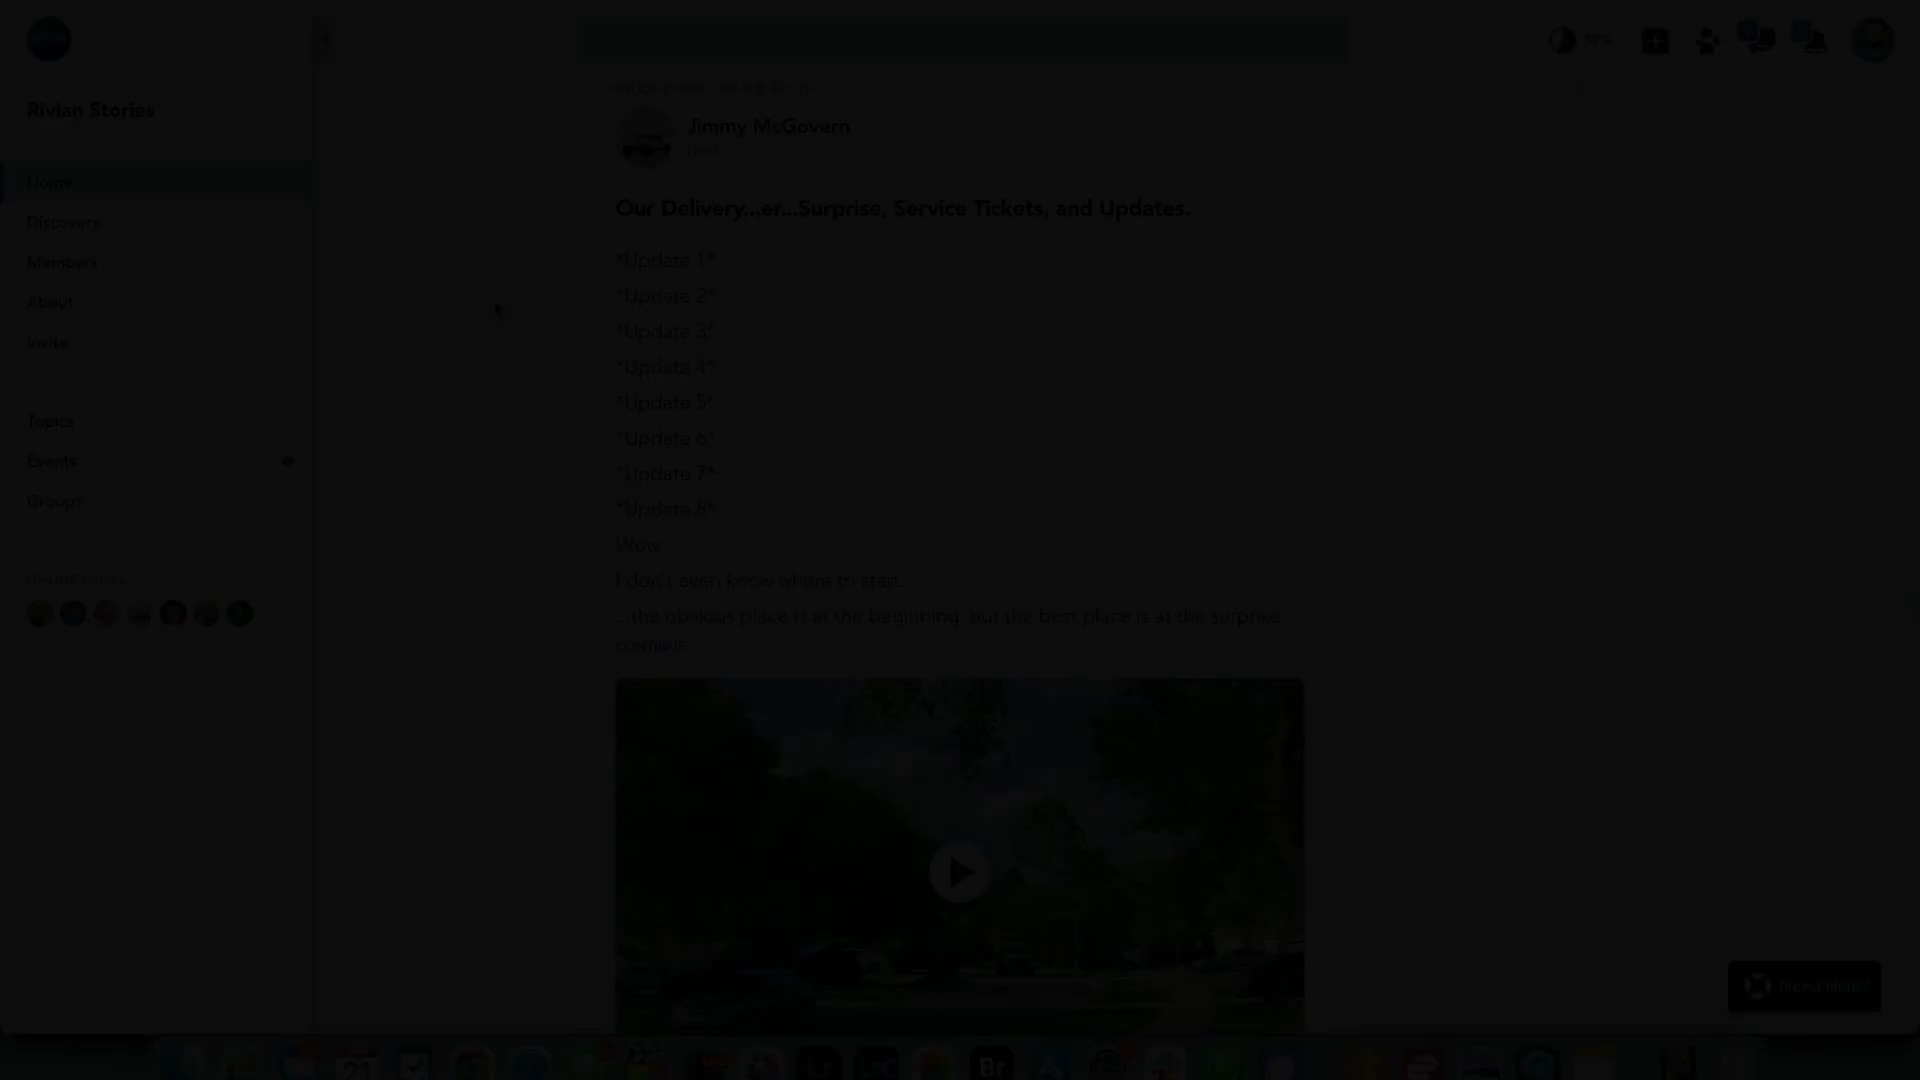 Rivian Stories
Home
Discovery
Members
About
Invite
Topics
Events
Groups
Jimmy McGovern
Our Delivery...er...Surprise, Service Tickets, and Updates.
*Update 1*
*Update 2*
*Update 3*
*Update 4*
*Update 5*
*Update 6*
*Update 7*
*Update 8*
Wow
I don't even know where to start.
...the obvious place is at the beginning, but the best place is at the surprise...
continue
Need help?
21
Br